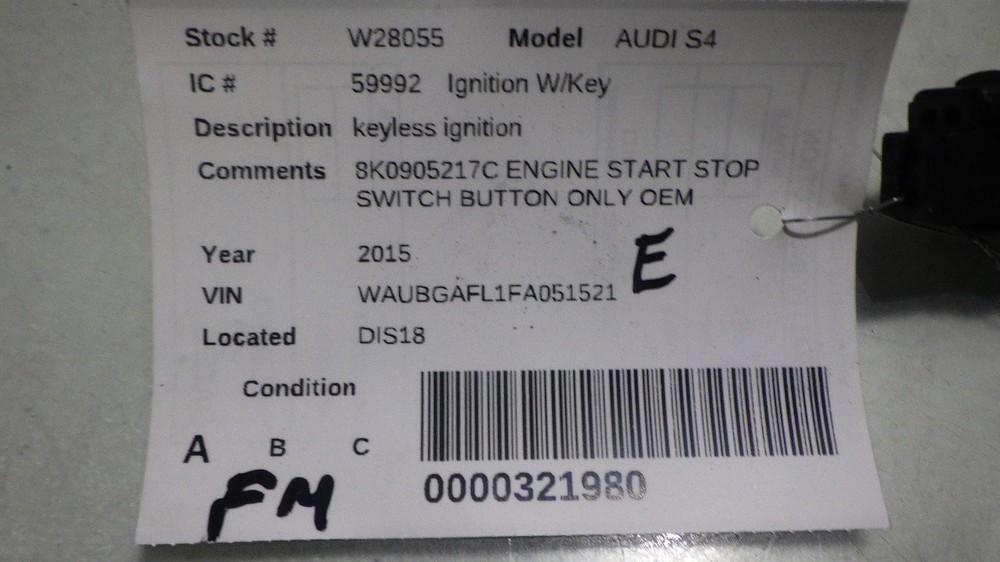 Stock # W28055 Model AUDI S4
IC # 59992 Ignition W/Key
Description keyless ignition
Comments 8K0905217C ENGINE START STOP
SWITCH BUTTON ONLY OEM
E
Year 2015
VIN WAUBGAFL1FA051521
Located DIS18
Condition
A B C
FM
0000321980